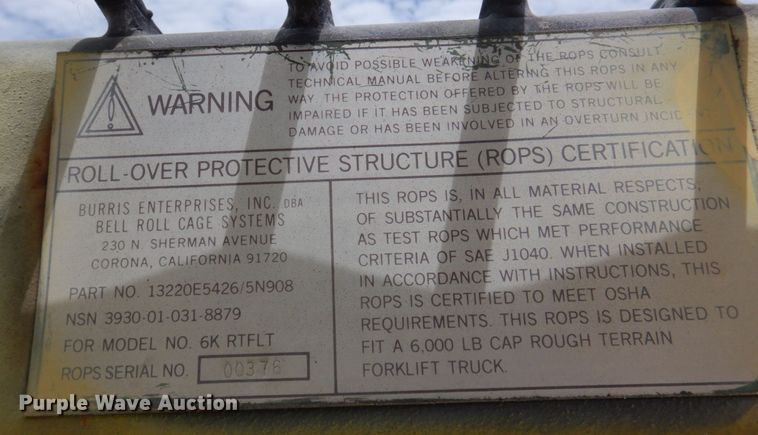 WARNING
TO AVOID POSSIBLE WEAKENING OF THE ROPS CONSULT
TECHNICAL MANUAL BEFORE ALTERING THIS ROPS IN ANY
WAY. THE PROTECTION OFFERED BY THE ROPS WILL BE
IMPAIRED IF IT HAS BEEN SUBJECTED TO STRUCTURAL
DAMAGE OR HAS BEEN INVOLVED IN AN OVERTURN
ROLL-OVER PROTECTIVE STRUCTURE (ROPS) CERTIFICATION
BURRIS ENTERPRISES, INC. DBA
BELL ROLL CAGE SYSTEMS
230 N. SHERMAN AVENUE
CORONA, CALIFORNIA 91720
PART NO. 13220E5426/5N908
NSN 3930-01-031-8879
FOR MODEL NO. 6K RTFLT
ROPS SERIAL NO. 00376
THIS ROPS IS, IN ALL MATERIAL RESPECTS,
OF SUBSTANTIALLY THE SAME CONSTRUCTION
AS TEST ROPS WHICH MET PERFORMANCE
CRITERIA OF SAE J1040. WHEN INSTALLED
IN ACCORDANCE WITH INSTRUCTIONS, THIS
ROPS IS CERTIFIED TO MEET OSHA
REQUIREMENTS. THIS ROPS IS DESIGNED TO
FIT A 6,000 LB CAP ROUGH TERRAIN
FORKLIFT TRUCK.
Purple Wave Auction